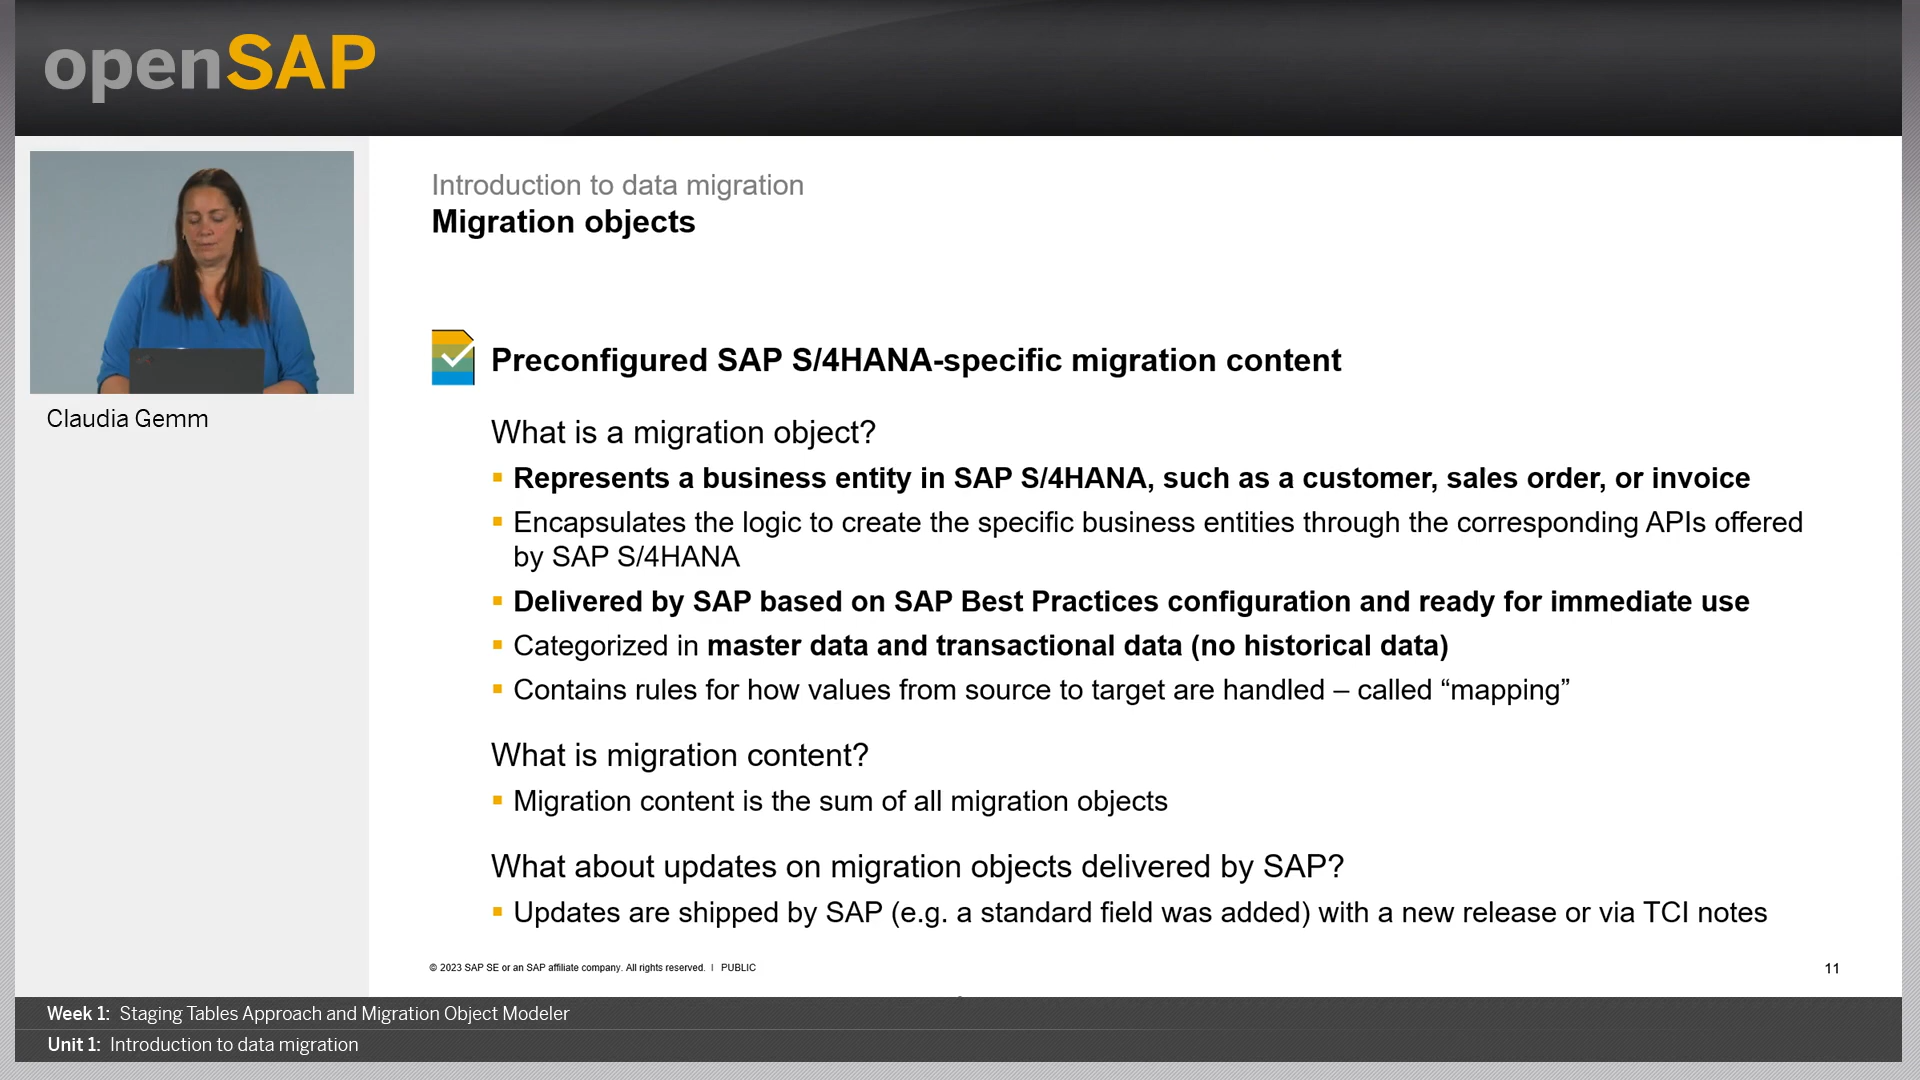 openSAP
Introduction to data migration
Migration objects
Preconfigured SAP S/4HANA-specific migration content
Claudia Gemm
What is a migration object?
Represents a business entity in SAP S/4HANA, such as a customer, sales order, or invoice
Encapsulates the logic to create the specific business entities through the corresponding APIs offered
by SAP S/4HANA
Delivered by SAP based on SAP Best Practices configuration and ready for immediate use
Categorized in master data and transactional data (no historical data)
Contains rules for how values from source to target are handled – called “mapping”
What is migration content?
Migration content is the sum of all migration objects
What about updates on migration objects delivered by SAP?
Updates are shipped by SAP (e.g. a standard field was added) with a new release or via TCI notes
© 2023 SAP SE or an SAP affiliate company. All rights reserved. | PUBLIC
11
Week 1: Staging Tables Approach and Migration Object Modeler
Unit 1: Introduction to data migration